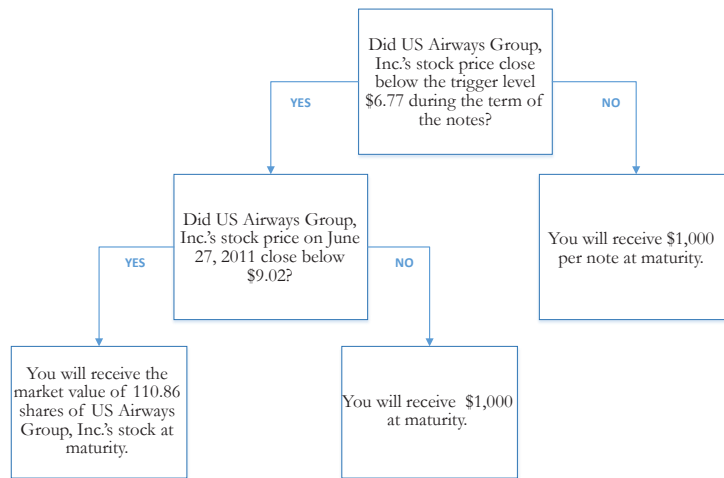 Did US Airways Group,
Inc.'s stock price close
below the trigger level
$6.77 during the term of
the notes?
YES
NO
Did US Airways Group,
Inc.'s stock price on June
27, 2011 close below
$9.02?
You will receive $1,000
per note at maturity.
YES
NO
You will receive the
market value of 110.86
shares of US Airways
Group, Inc.'s stock at
maturity.
You will receive $1,000
at maturity.